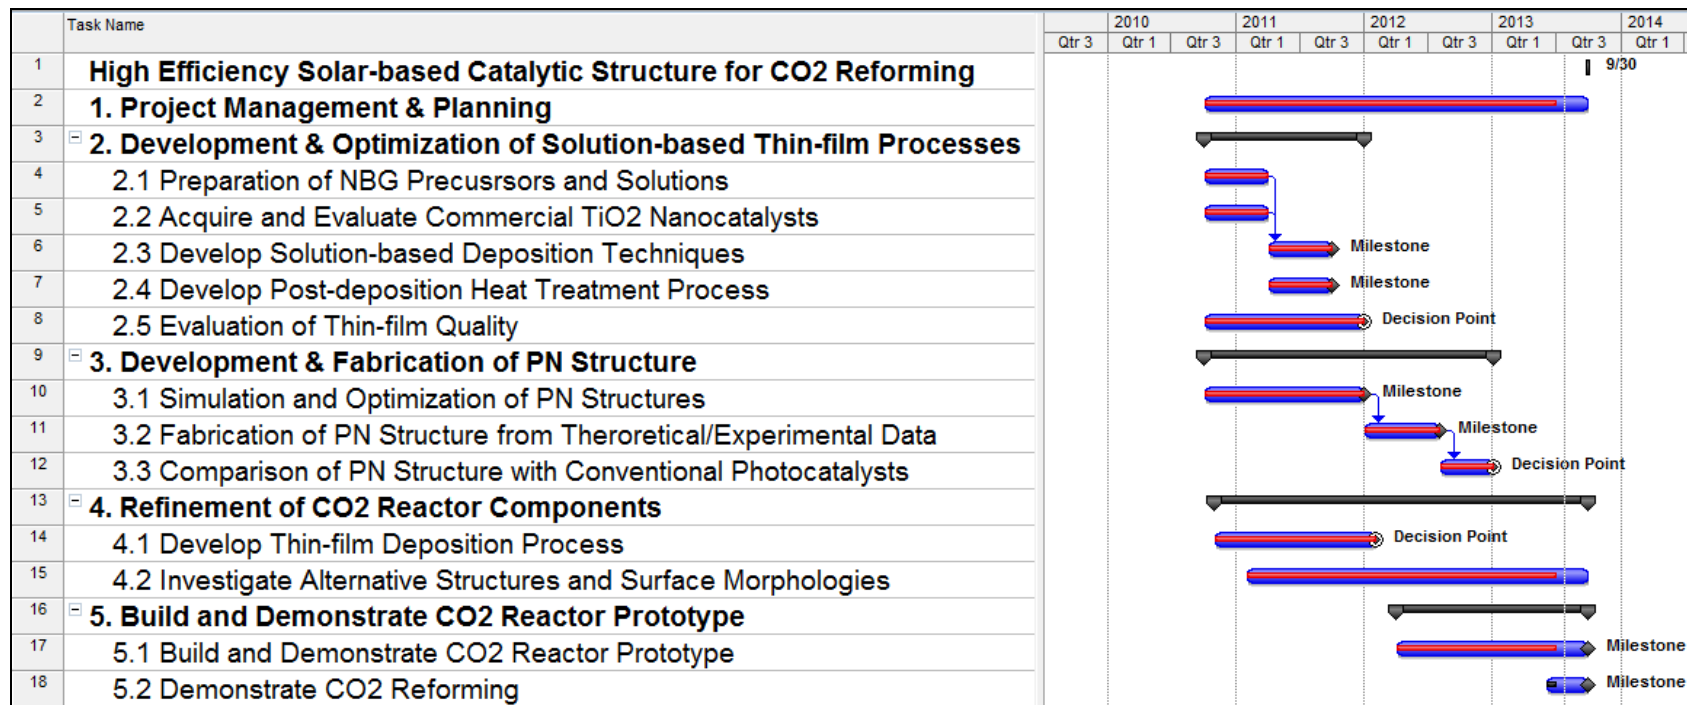 Task Name
2010 2011 2012 2013 2014
Qtr 3 Qtr 1 Qtr 3 Qtr 1 Qtr 3 Qtr 1 Qtr 3 Qtr 1 Qtr 3 Qtr 1
1 High Efficiency Solar-based Catalytic Structure for CO2 Reforming 9/30
2 1. Project Management & Planning
3 2. Development & Optimization of Solution-based Thin-film Processes
4 2.1 Preparation of NBG Precusrsors and Solutions
5 2.2 Acquire and Evaluate Commercial TiO2 Nanocatalysts
6 2.3 Develop Solution-based Deposition Techniques Milestone
7 2.4 Develop Post-deposition Heat Treatment Process Milestone
8 2.5 Evaluation of Thin-film Quality Decision Point
9 3. Development & Fabrication of PN Structure
10 3.1 Simulation and Optimization of PN Structures Milestone
11 3.2 Fabrication of PN Structure from Theroretical/Experimental Data Milestone
12 3.3 Comparison of PN Structure with Conventional Photocatalysts Decision Point
13 4. Refinement of CO2 Reactor Components
14 4.1 Develop Thin-film Deposition Process Decision Point
15 4.2 Investigate Alternative Structures and Surface Morphologies
16 5. Build and Demonstrate CO2 Reactor Prototype
17 5.1 Build and Demonstrate CO2 Reactor Prototype Milestone
18 5.2 Demonstrate CO2 Reforming Milestone